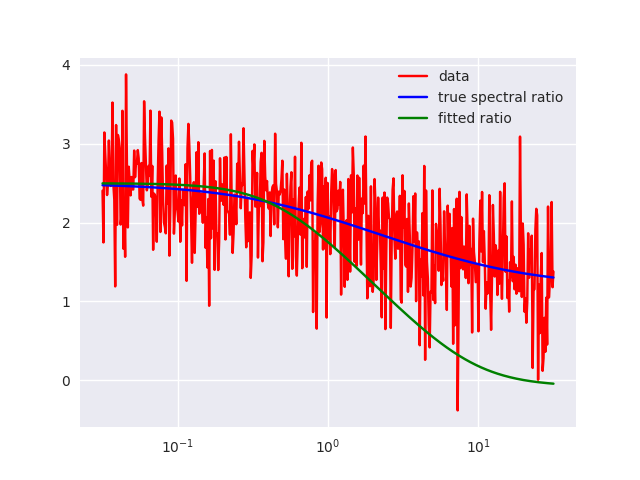 4
3
2
1
0
10⁻¹
10⁰
10¹
data
true spectral ratio
fitted ratio